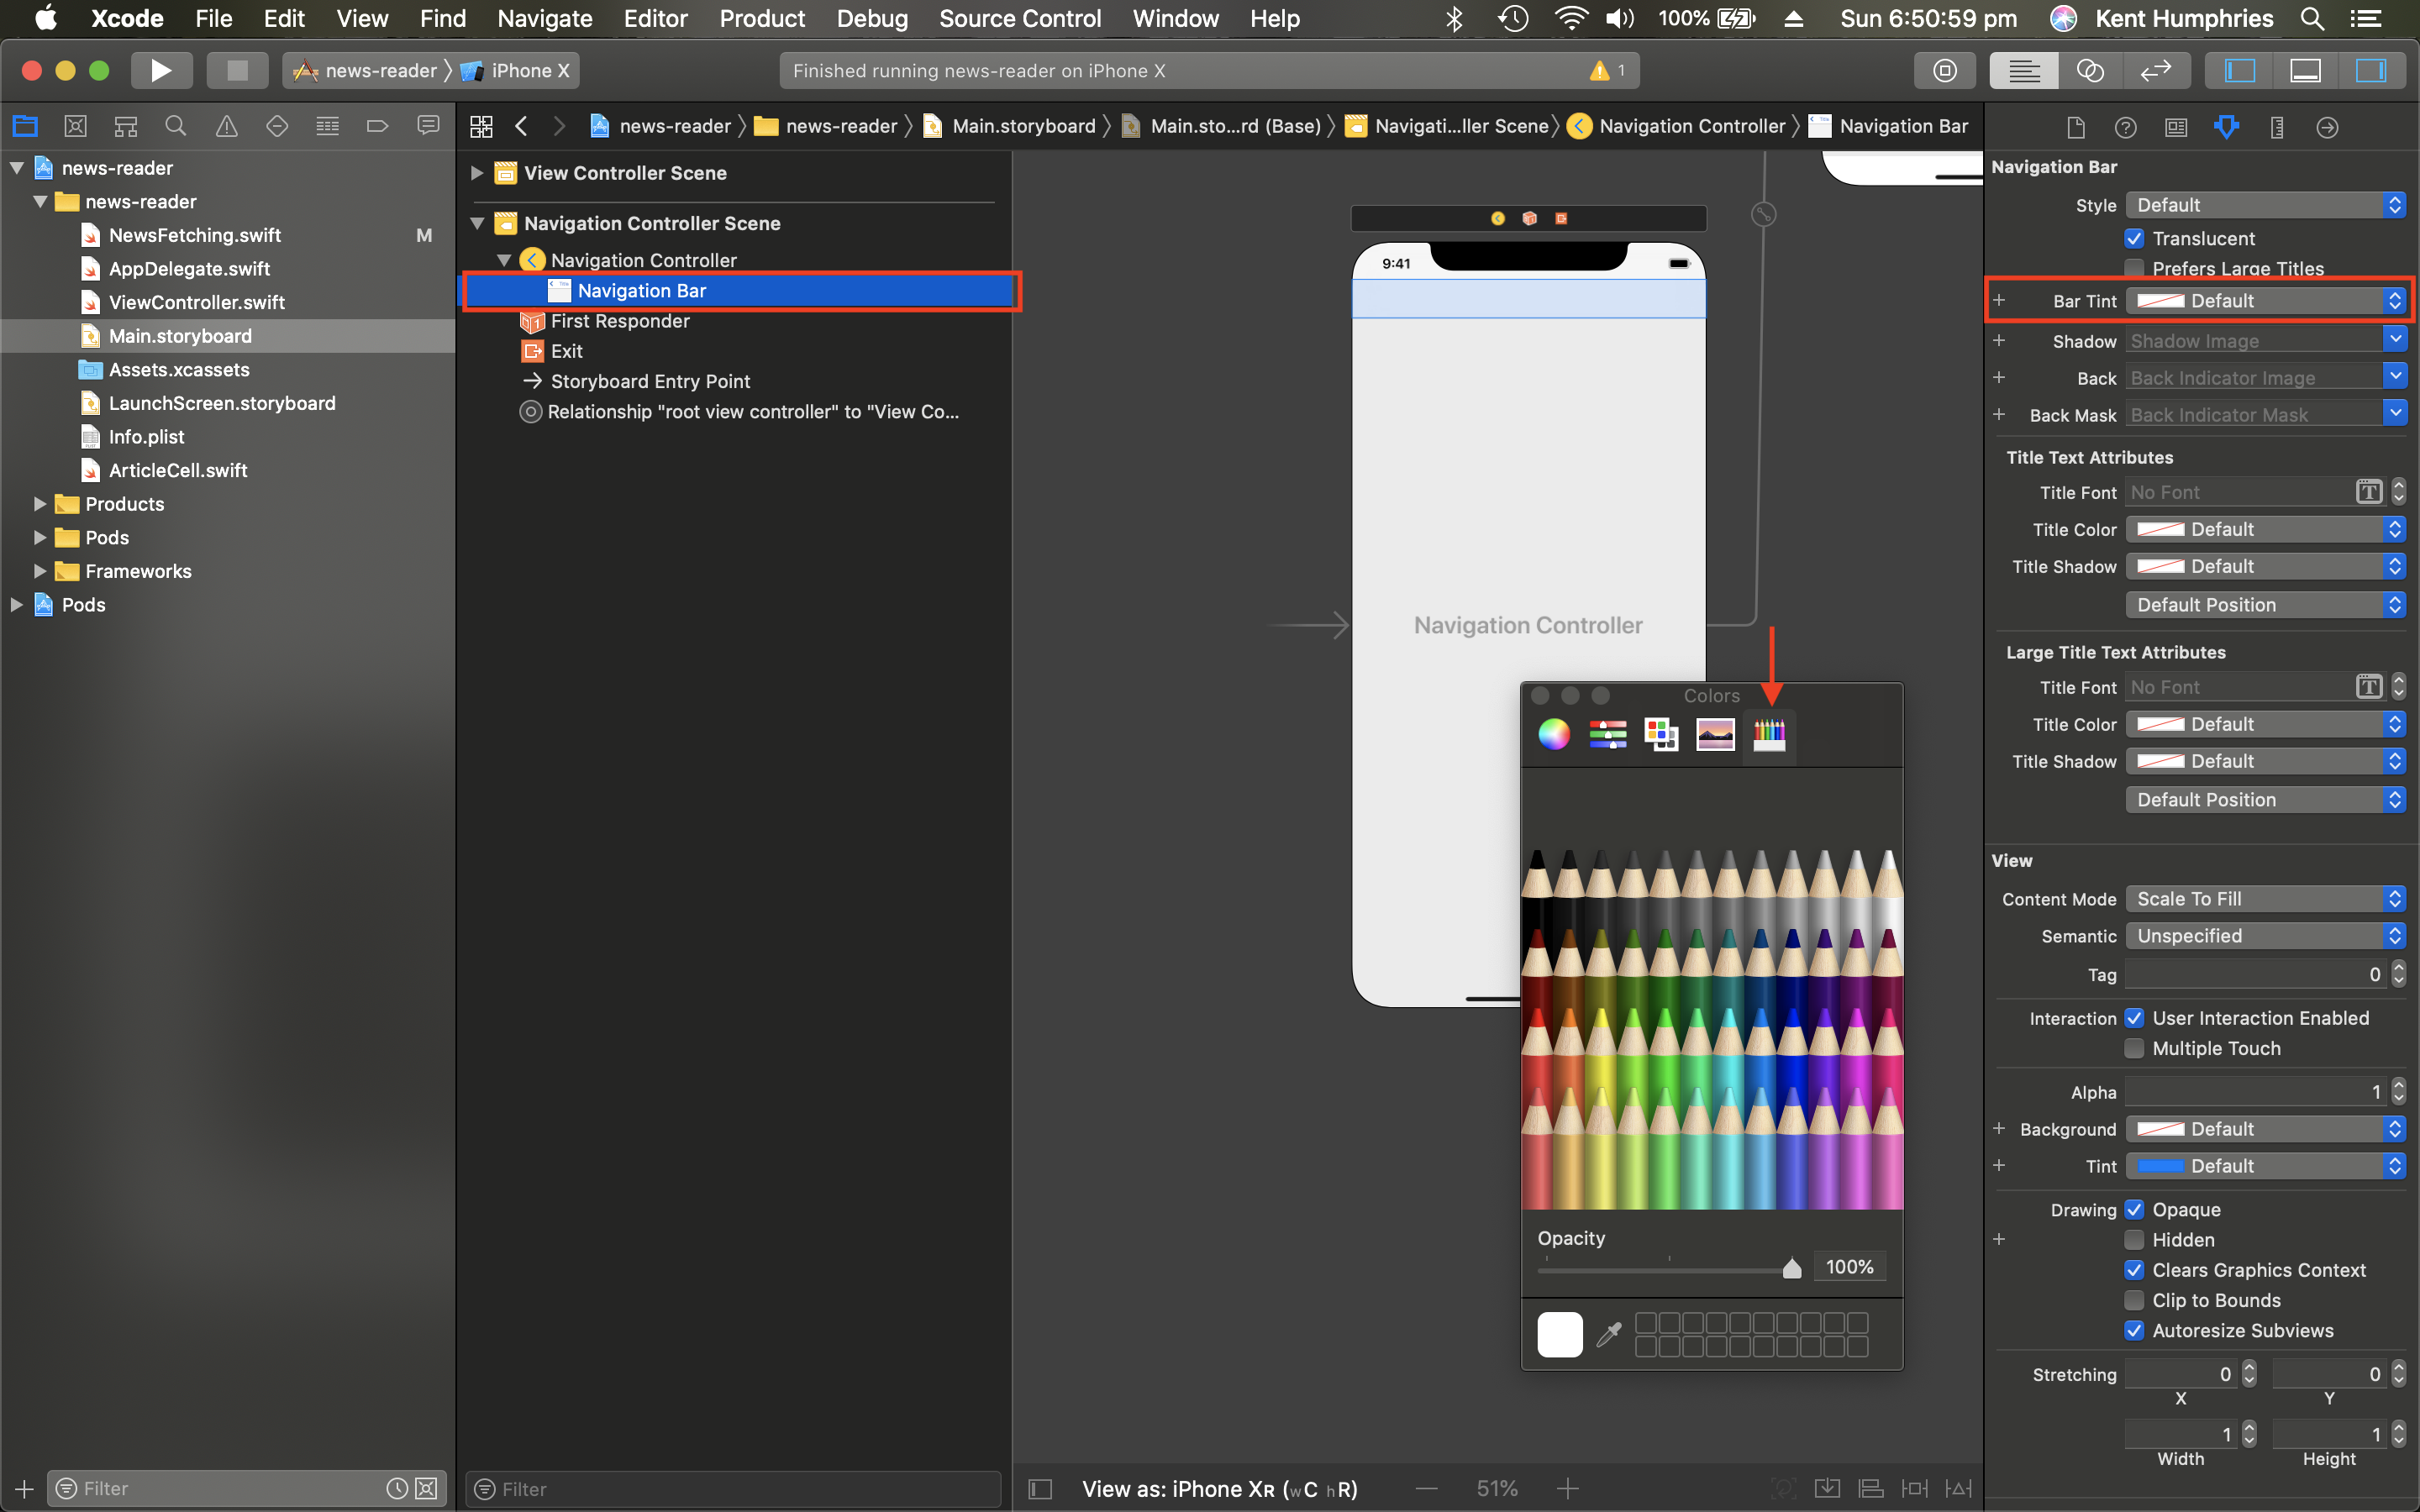 Xcode File Edit View Find Navigate Editor Product Debug Source Control Window Help 100% Sun 6:50:59 pm Kent Humphries
news-reader iPhone X Finished running news-reader on iPhone X 1
news-reader news-reader Main.storyboard Main.sto...rd (Base) Navigati...ller Scene Navigation Controller Navigation Bar
news-reader
news-reader
NewsFetching.swift M
AppDelegate.swift
ViewController.swift
Main.storyboard
Assets.xcassets
LaunchScreen.storyboard
Info.plist
ArticleCell.swift
Products
Pods
Frameworks
Pods
Filter
View Controller Scene
Navigation Controller Scene
Navigation Controller
Navigation Bar
First Responder
Exit
Storyboard Entry Point
Relationship "root view controller" to "View Co...
Filter
9:41
Navigation Controller
Colors
Opacity
100%
View as: iPhone XR (wC hR) 51%
Navigation Bar
Style Default
Translucent
Prefers Large Titles
Bar Tint Default
Shadow Shadow Image
Back Back Indicator Image
Back Mask Back Indicator Mask
Title Text Attributes
Title Font No Font
Title Color Default
Title Shadow Default
Default Position
Large Title Text Attributes
Title Font No Font
Title Color Default
Title Shadow Default
Default Position
View
Content Mode Scale To Fill
Semantic Unspecified
Tag 0
Interaction User Interaction Enabled
Multiple Touch
Alpha 1
Background Default
Tint Default
Drawing Opaque
Hidden
Clears Graphics Context
Clip to Bounds
Autoresize Subviews
Stretching 0 0
X Y
1 1
Width Height